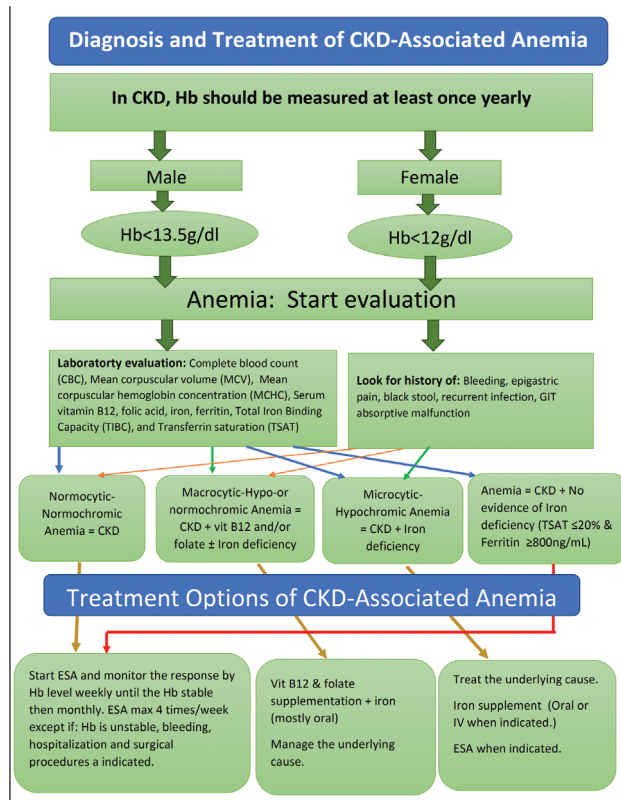 Diagnosis and Treatment of CKD-Associated Anemia
In CKD, Hb should be measured at least once yearly
Male
Female
Hb<13.5g/dl
Hb<12g/dl
Anemia:  Start evaluation
Laboratorty evaluation: Complete blood count
(CBC), Mean corpuscular volume (MCV),  Mean
corpuscular hemoglobin concentration (MCHC), Serum
vitamin B12, folic acid, iron, ferritin, Total Iron Binding
Capacity (TIBC), and Transferrin saturation (TSAT)
Look for history of: Bleeding, epigastric
pain, black stool, recurrent infection, GIT
absorptive malfunction
Normocytic-
Normochromic
Anemia = CKD
Macrocytic-Hypo-or
normochromic Anemia =
CKD + vit B12 and/or
folate ± Iron deficiency
Microcytic-
Hypochromic Anemia
= CKD + Iron
deficiency
Anemia = CKD + No
evidence of Iron
deficiency (TSAT ≤20% &
Ferritin  ≥800ng/mL)
Treatment Options of CKD-Associated Anemia
Start ESA and monitor the response by
Hb level weekly until the Hb stable
then monthly. ESA max 4 times/week
except if: Hb is unstable, bleeding,
hospitalization and surgical
procedures a indicated.
Vit B12 & folate
supplementation + iron
(mostly oral)
Manage the underlying
cause.
Treat the underlying cause.
Iron supplement  (Oral or
IV when indicated.)
ESA when indicated.